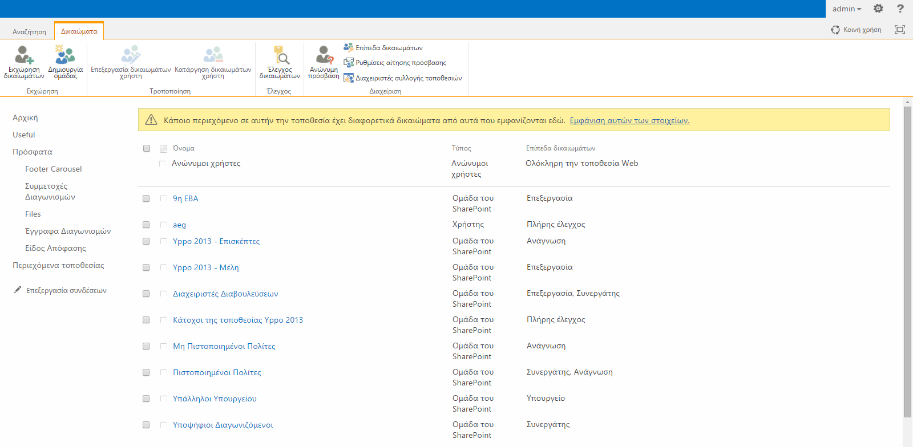 admin ?
Αναζήτηση Δικαιώματα Κοινή χρήση
Εκχώρηση δικαιωμάτων
Δημιουργία ομάδας
Εκχώρηση
Επεξεργασία δικαιωμάτων χρήστη
Κατάργηση δικαιωμάτων χρήστη
Τροποποίηση
Έλεγχος δικαιωμάτων
Έλεγχος
Ανώνυμη πρόσβαση
Επίπεδα δικαιωμάτων
Ρυθμίσεις αίτησης πρόσβασης
Διαχειριστές συλλογής τοποθεσιών
Διαχείριση
Αρχική
Useful
Πρόσφατα
Footer Carousel
Συμμετοχές
Διαγωνισμών
Files
Έγγραφα Διαγωνισμών
Είδος Απόφασης
Περιεχόμενα τοποθεσίας
Επεξεργασία συνδέσεων
Κάποιο περιεχόμενο σε αυτήν την τοποθεσία έχει διαφορετικά δικαιώματα από αυτά που εμφανίζονται εδώ. Εμφάνιση αυτών των στοιχείων.
Όνομα Τύπος Επίπεδα δικαιωμάτων
Ανώνυμοι χρήστες Ανώνυμοι χρήστες Ολόκληρη την τοποθεσία Web
9η ΕΒΑ Ομάδα του SharePoint Επεξεργασία
aeg Χρήστης Πλήρης έλεγχος
Yppo 2013 - Επισκέπτες Ομάδα του SharePoint Ανάγνωση
Yppo 2013 - Μέλη Ομάδα του SharePoint Επεξεργασία
Διαχειριστές Διαβουλεύσεων Ομάδα του SharePoint Επεξεργασία, Συνεργάτης
Κάτοχοι της τοποθεσίας Yppo 2013 Ομάδα του SharePoint Πλήρης έλεγχος
Μη Πιστοποιημένοι Πολίτες Ομάδα του SharePoint Ανάγνωση
Πιστοποιημένοι Πολίτες Ομάδα του SharePoint Συνεργάτης, Ανάγνωση
Υπάλληλοι Υπουργείου Ομάδα του SharePoint Υπουργείο
Υποψήφιοι Διαγωνιζόμενοι Ομάδα του SharePoint Συνεργάτης